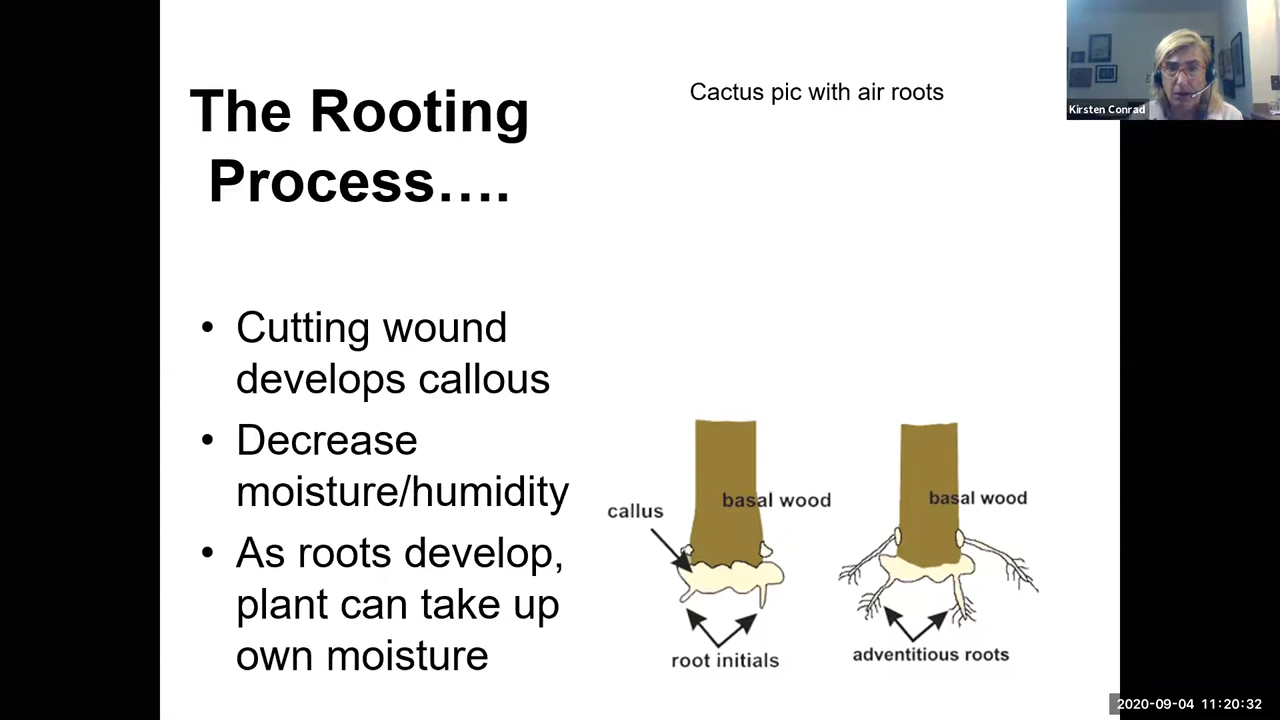 The Rooting
Process….
Cactus pic with air roots
Kirsten Conrad
• Cutting wound
develops callous
• Decrease
moisture/humidity
• As roots develop,
plant can take up
own moisture
callus
basal wood
root initials
basal wood
adventitious roots
2020-09-04 11:20:32